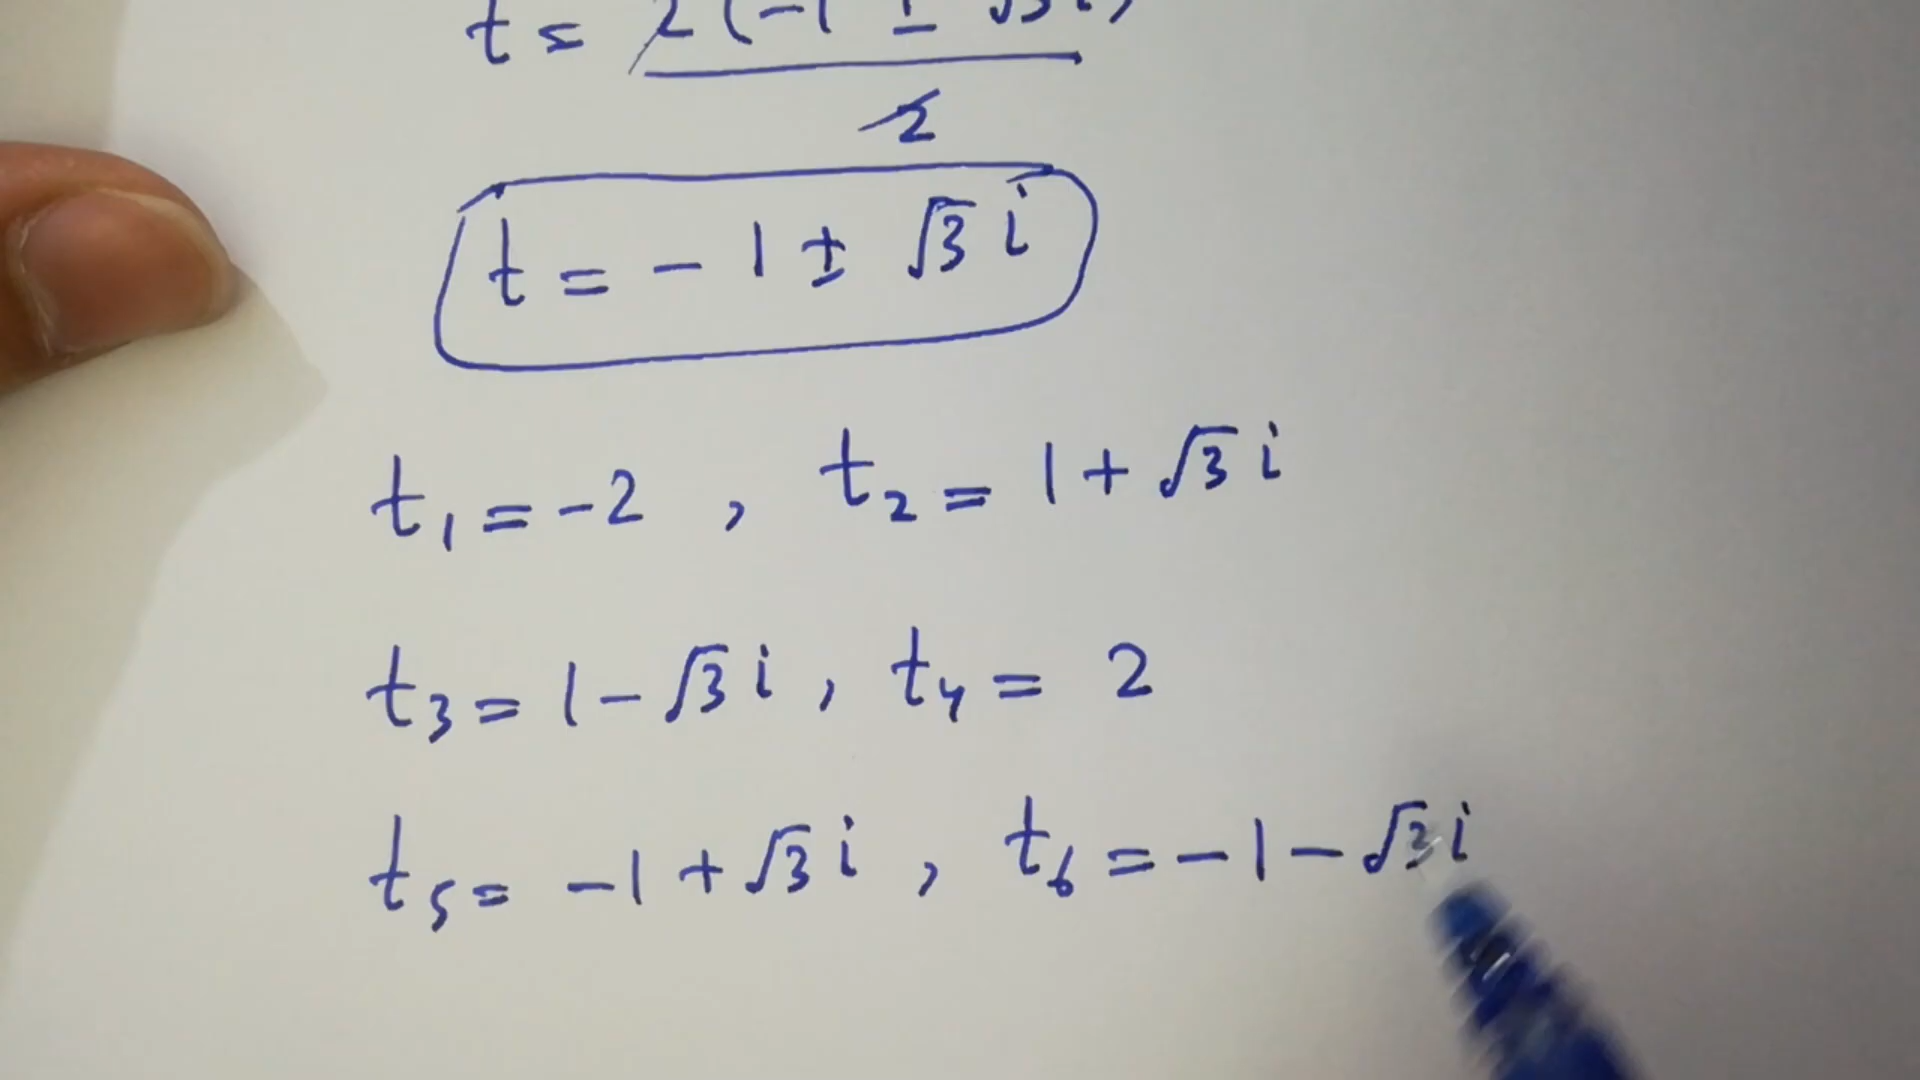 t = 2(-1 ± √3i)
2
t = -1 ± √3 i
t₁ = -2 , t₂ = 1 + √3 i
t₃ = 1 - √3 i , t₄ = 2
t₅ = -1 + √3 i , t₆ = -1 - √3 i